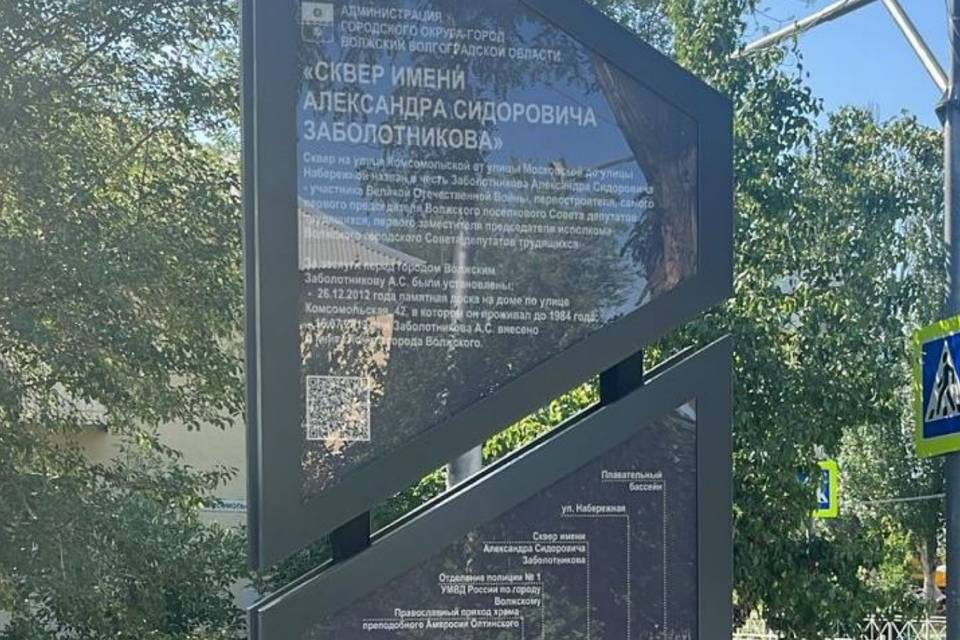 АДМИНИСТРАЦИЯ
ГОРОДСКОГО ОКРУГА-ГОРОД
ВОЛЖСКИЙ ВОЛГОГРАДСКОЙ ОБЛАСТИ
«СКВЕР ИМЕНИ
АЛЕКСАНДРА СИДОРОВИЧА
ЗАБОЛОТНИКОВА»
Сквер на улице Комсомольской от улицы Московской до улицы
Набережной назван в честь Заболотникова Александра Сидоровича
- участника Великой Отечественной Войны, первостроителя, самого
первого председателя Волжского поселкового Совета депутатов
трудящихся, первого заместителя председателя исполкома
Волжского городского Совета депутатов трудящихся
За заслуги перед городом Волжским
Заболотникову А.С. были установлены:
- 26.12.2012 года памятная доска на доме по улице
Комсомольская, 42, в котором он проживал до 1984 года;
Заболотникова А.С. внесено
города Волжского.
Плавательный
бассейн
ул. Набережная
Сквер имени
Александра Сидоровича
Заболотникова
Отделение полиции № 1
УМВД России по городу
Волжскому
Православный приход храма
преподобного Амвросия Оптинского